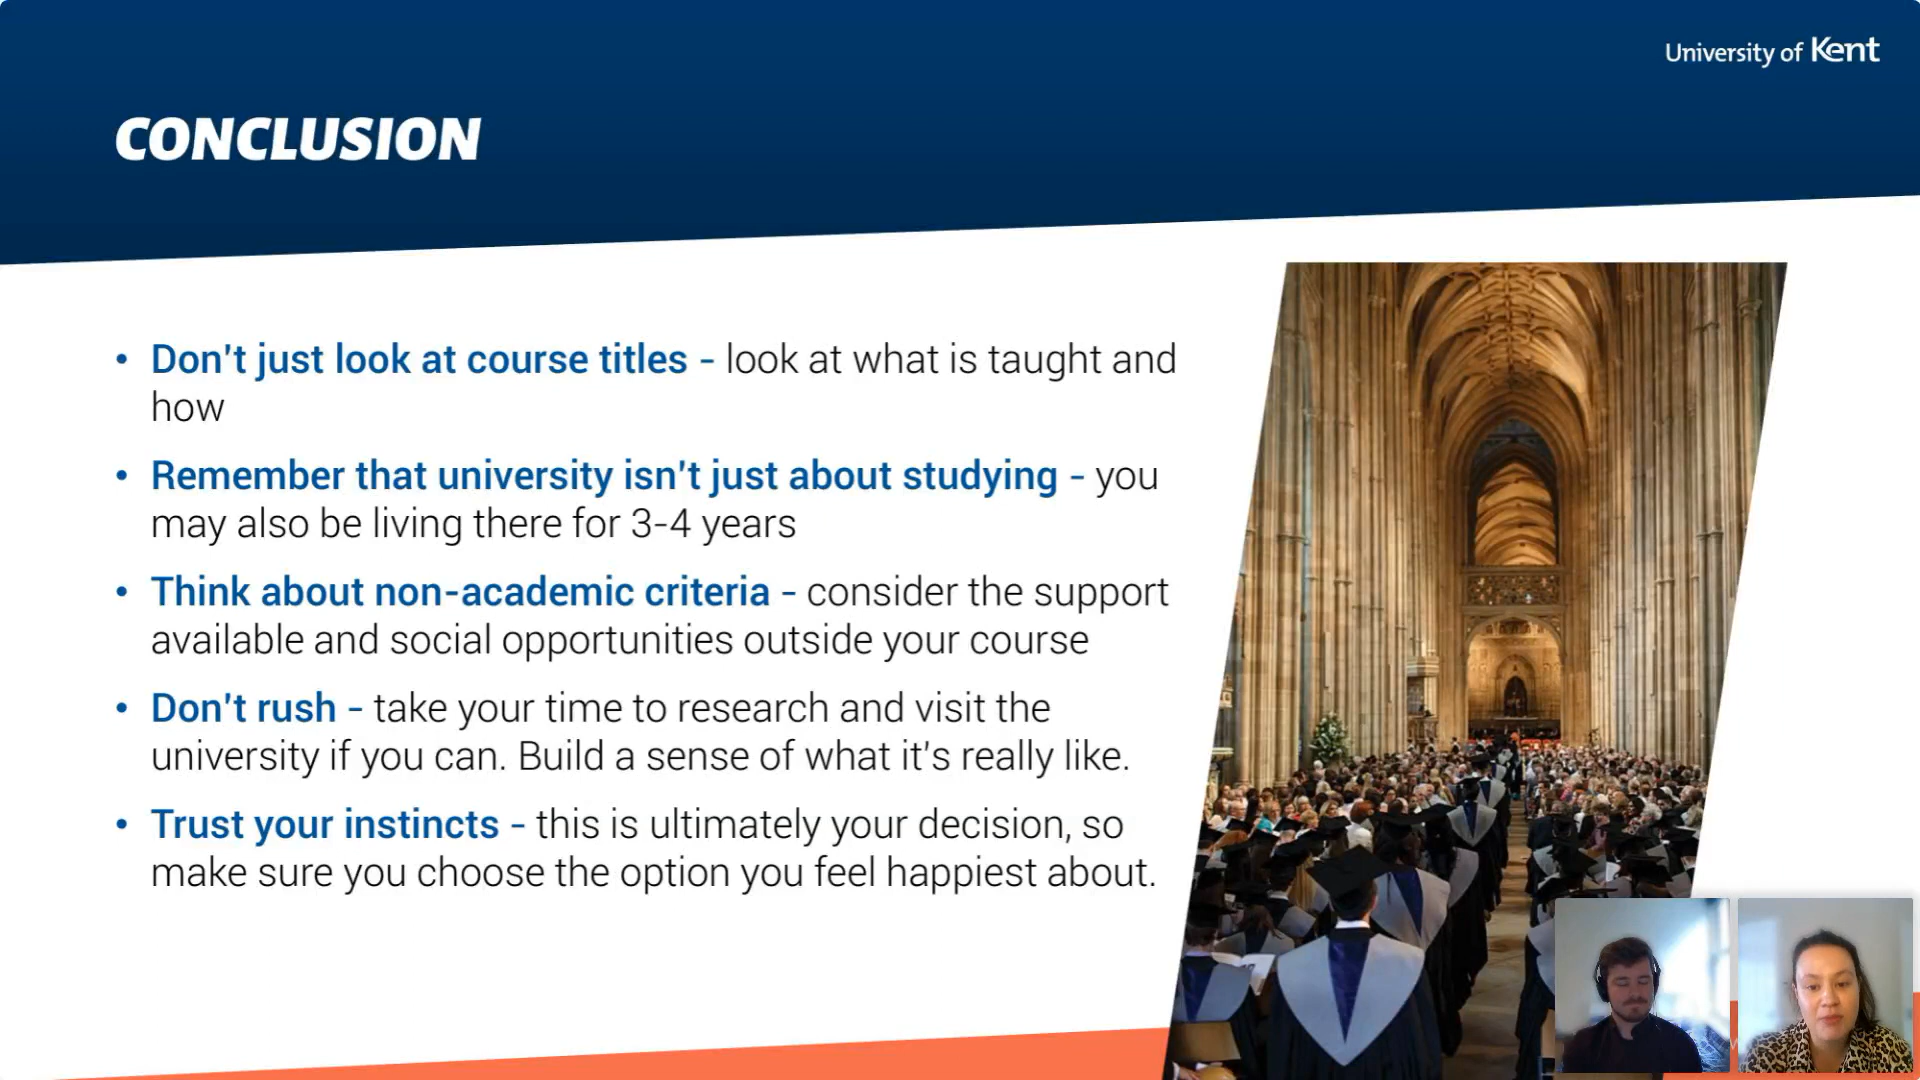 University of Kent
CONCLUSION
• Don't just look at course titles - look at what is taught and
how
• Remember that university isn't just about studying - you
may also be living there for 3-4 years
• Think about non-academic criteria - consider the support
available and social opportunities outside your course
• Don't rush - take your time to research and visit the
university if you can. Build a sense of what it's really like.
• Trust your instincts - this is ultimately your decision, so
make sure you choose the option you feel happiest about.